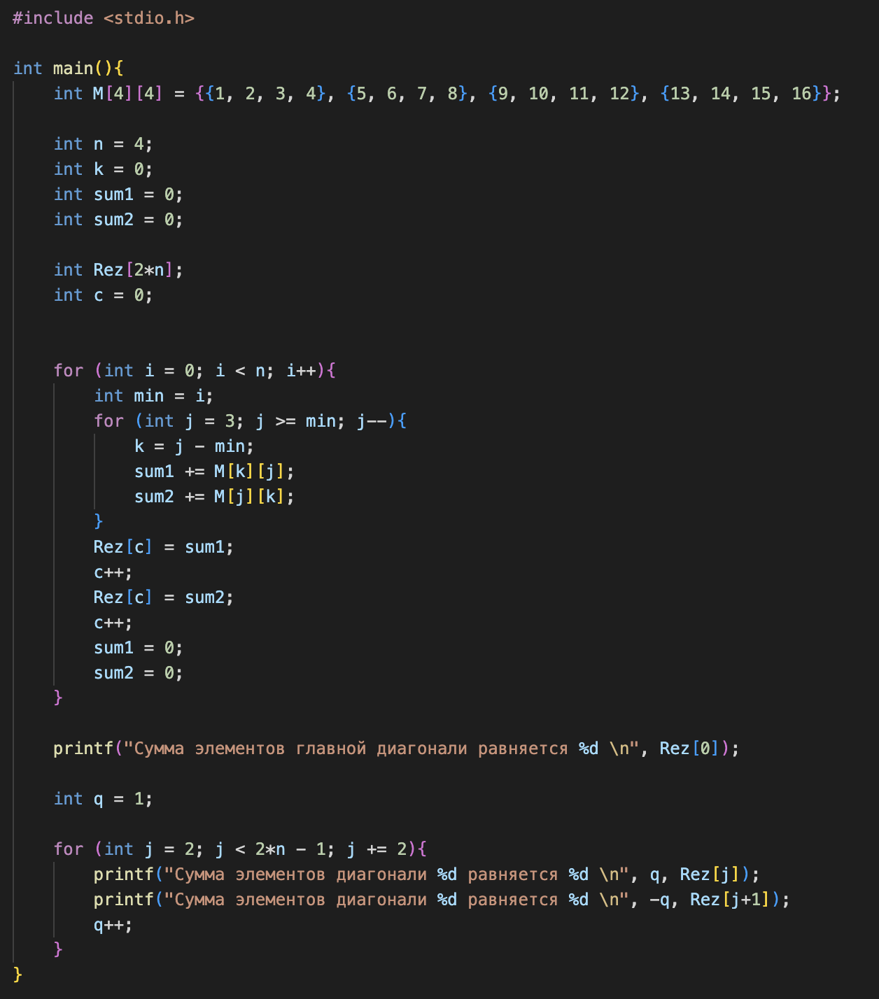 #include <stdio.h>
int main(){
int M[4][4] = {{1, 2, 3, 4}, {5, 6, 7, 8}, {9, 10, 11, 12}, {13, 14, 15, 16}};
int n = 4;
int k = 0;
int sum1 = 0;
int sum2 = 0;
int Rez[2*n];
int c = 0;
for (int i = 0; i < n; i++){
int min = i;
for (int j = 3; j >= min; j--){
k = j - min;
sum1 += M[k][j];
sum2 += M[j][k];
}
Rez[c] = sum1;
c++;
Rez[c] = sum2;
c++;
sum1 = 0;
sum2 = 0;
}
printf("Сумма элементов главной диагонали равняется %d \n", Rez[0]);
int q = 1;
for (int j = 2; j < 2*n - 1; j += 2){
printf("Сумма элементов диагонали %d равняется %d \n", q, Rez[j]);
printf("Сумма элементов диагонали %d равняется %d \n", -q, Rez[j+1]);
q++;
}
}